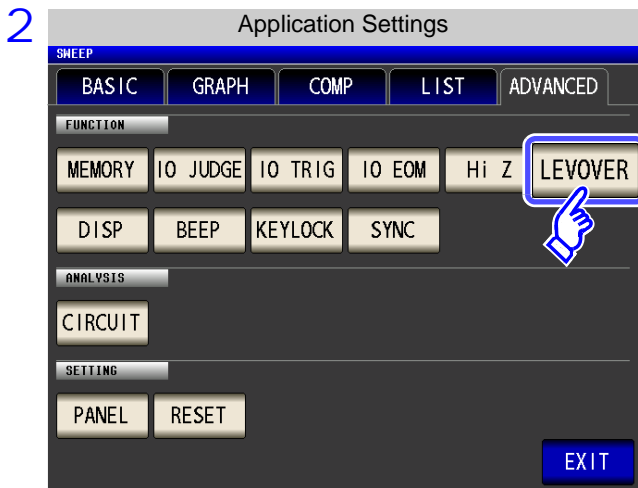 2
Application Settings
SWEEP
BASIC GRAPH COMP LIST ADVANCED
FUNCTION
MEMORY IO JUDGE IO TRIG IO EOM Hi Z LEVOVER
DISP BEEP KEYLOCK SYNC
ANALYSIS
CIRCUIT
SETTING
PANEL RESET
EXIT